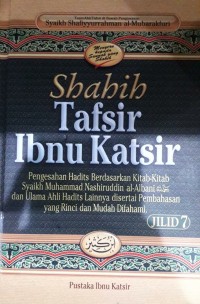 Syaikh Shafiyyurrahman al-Mubarakfuri
Shahih
Tafsir
Ibnu Katsir
Pengesahan Hadits Berdasarkan Kitab-Kitab
Syaikh Muhammad Nashiruddin al-Albani
dan Ulama Ahli Hadits Lainnya disertai Pembahasan
yang Rinci dan Mudah Difahami.
JILID 7
Pustaka Ibnu Katsir